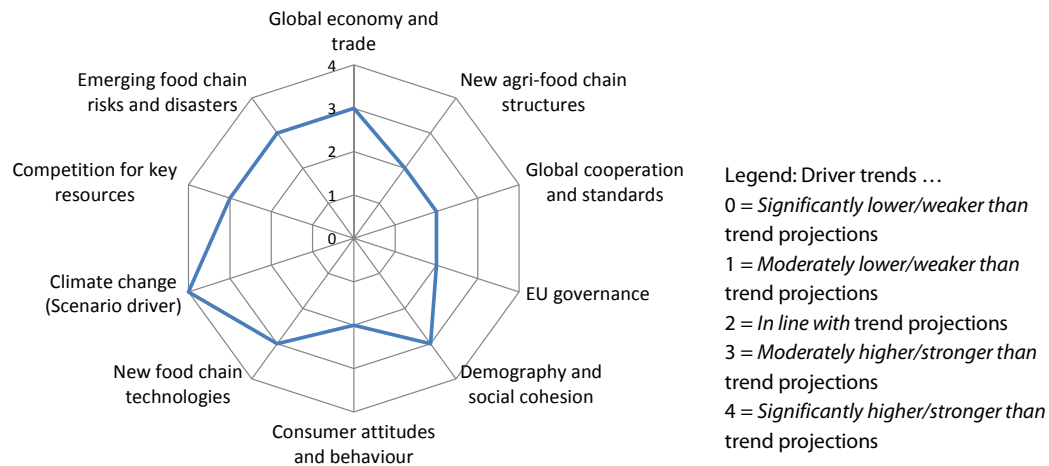 Global economy and
trade
New agri-food chain
structures
Global cooperation
and standards
EU governance
Demography and
social cohesion
Consumer attitudes
and behaviour
New food chain
technologies
Climate change
(Scenario driver)
Competition for key
resources
Emerging food chain
risks and disasters
4
3
2
1
0
Legend: Driver trends …
0 = Significantly lower/weaker than
trend projections
1 = Moderately lower/weaker than
trend projections
2 = In line with trend projections
3 = Moderately higher/stronger than
trend projections
4 = Significantly higher/stronger than
trend projections